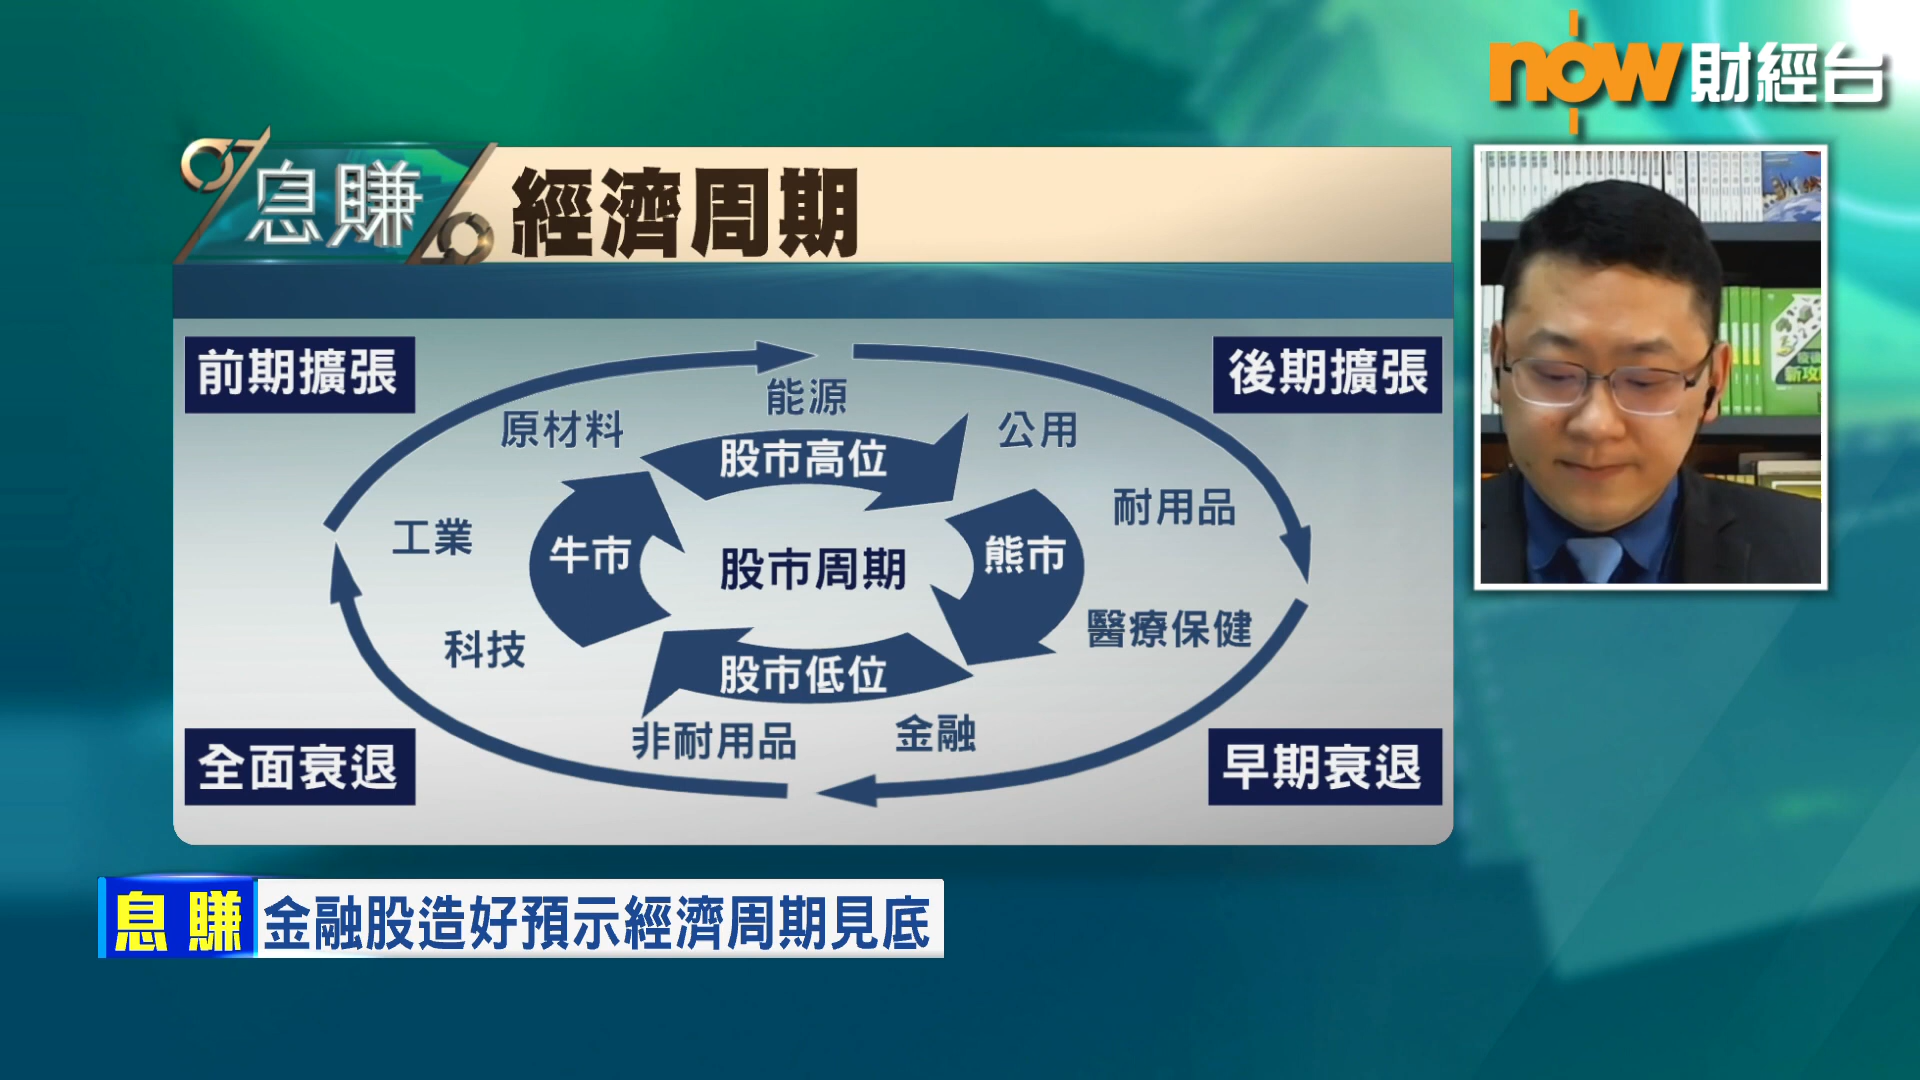 now財經台
息賺
經濟周期
前期擴張
後期擴張
能源
原材料
公用
股市高位
耐用品
工業
牛市
股市周期
熊市
醫療保健
科技
股市低位
非耐用品
金融
全面衰退
早期衰退
息賺 金融股造好預示經濟周期見底